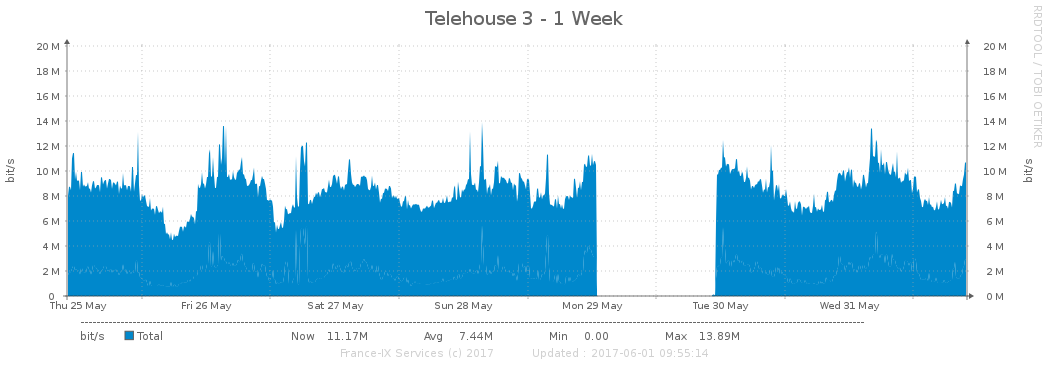 Telehouse 3 - 1 Week
RRDTOOL / TOBI OETIKER
bit/s
bit/s
20 M 20 M
18 M 18 M
16 M 16 M
14 M 14 M
12 M 12 M
10 M 10 M
8 M 8 M
6 M 6 M
4 M 4 M
2 M 2 M
0 0 M
Thu 25 May Fri 26 May Sat 27 May Sun 28 May Mon 29 May Tue 30 May Wed 31 May
bit/s Total Now 11.17M Avg 7.44M Min 0.00 Max 13.89M
France-IX Services (c) 2017 Updated : 2017-06-01 09:55:14